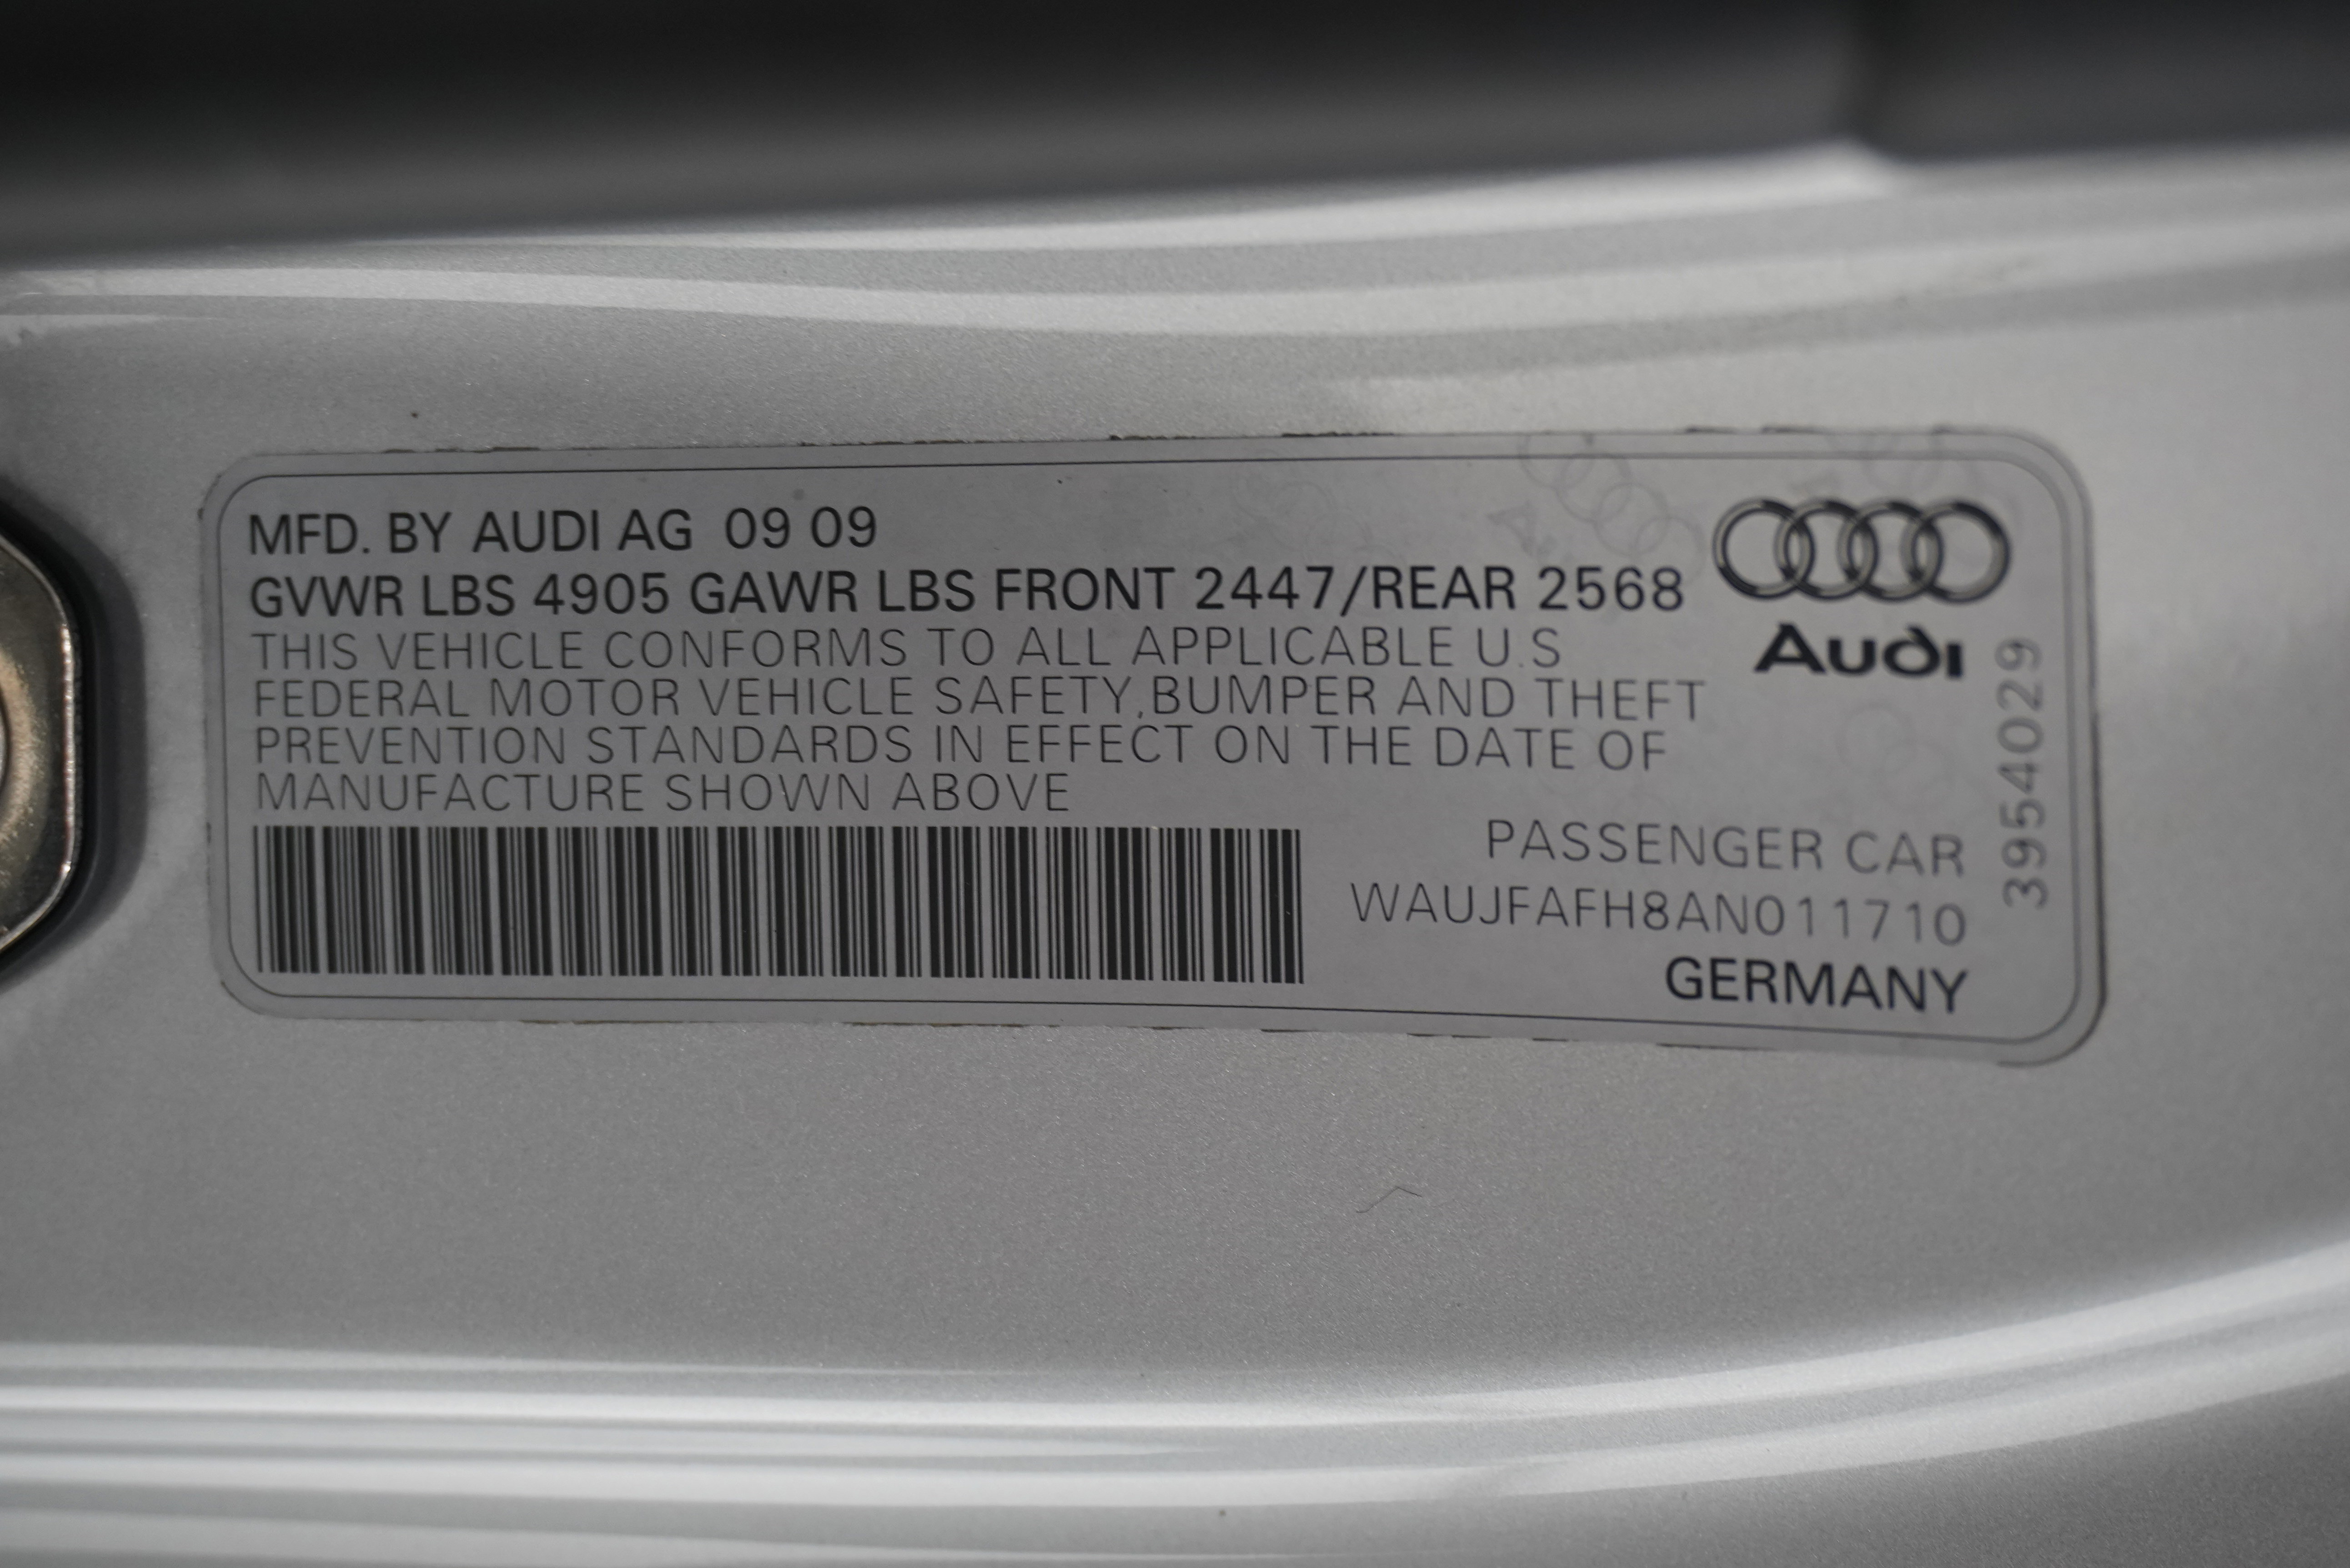 MFD. BY AUDI AG 09 09
GVWR LBS 4905 GAWR LBS FRONT 2447/REAR 2568
THIS VEHICLE CONFORMS TO ALL APPLICABLE U.S
FEDERAL MOTOR VEHICLE SAFETY,BUMPER AND THEFT
PREVENTION STANDARDS IN EFFECT ON THE DATE OF
MANUFACTURE SHOWN ABOVE
Audi
3954029
PASSENGER CAR
WAUJFAFH8AN011710
GERMANY